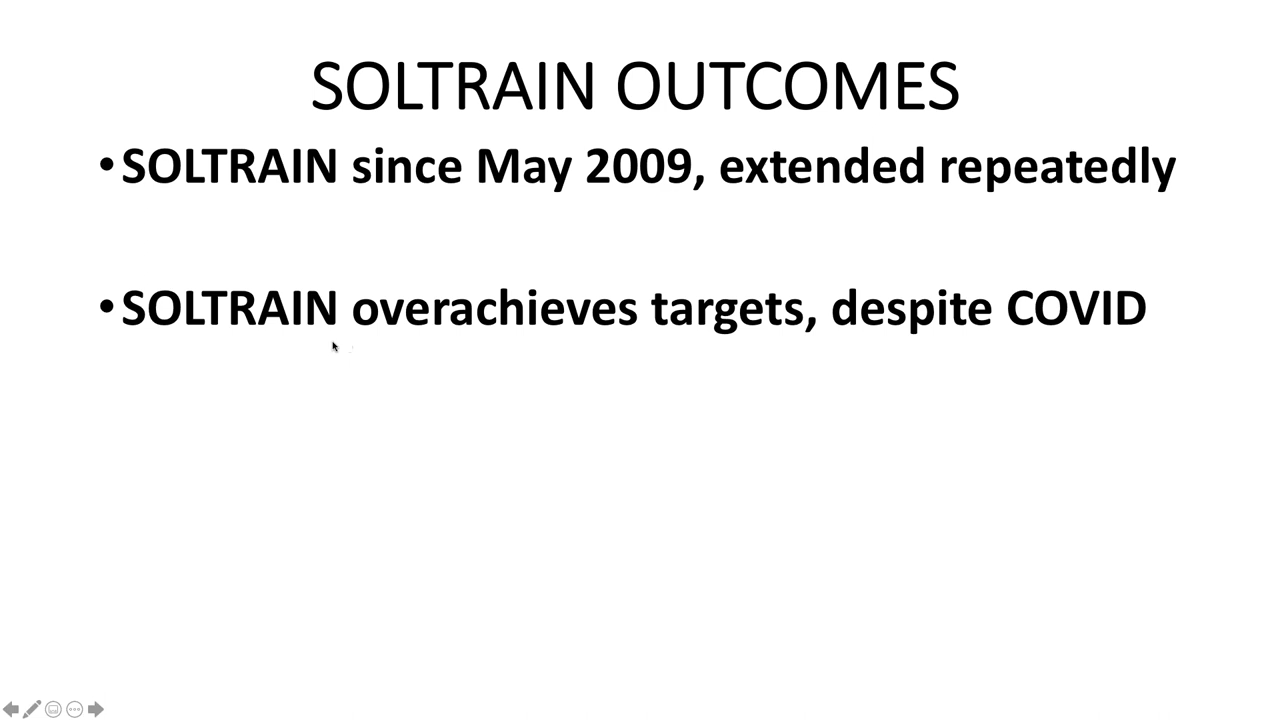 SOLTRAIN OUTCOMES
•SOLTRAIN since May 2009, extended repeatedly
•SOLTRAIN overachieves targets, despite COVID